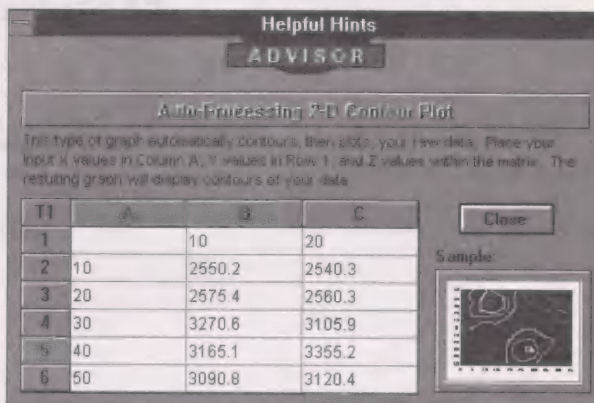 Helpful Hints
ADVISOR
Auto-Processing 2-D Contour Plot
This type of graph automatically contours, then plots, your raw data. Place your
input X values in Column A, Y values in Row 1, and Z values within the matrix. The
resulting graph will display contours of your data.
T1 A B C
1 10 20
2 10 2550.2 2540.3
3 20 2575.4 2560.3
4 30 3270.6 3105.9
5 40 3165.1 3355.2
6 50 3090.8 3120.4
Close
Sample: